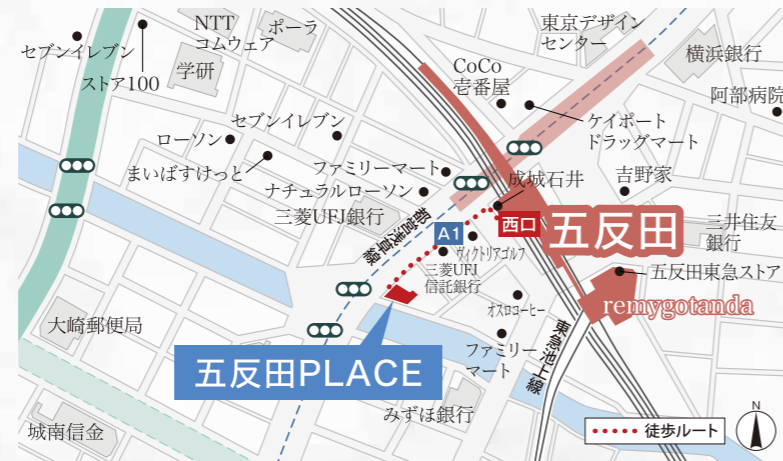 NTT
コムウェア
ポーラ
東京デザイン
センター
セブンイレブン
ストア100
学研
CoCo
壱番屋
横浜銀行
阿部病院
ケイポート
ドラッグマート
セブンイレブン
ローソン
まいばすけっと
ファミリーマート
ナチュラルローソン
成城石井
吉野家
三菱UFJ銀行
都営浅草線
A1
西口
五反田
三井住友
銀行
ヴィクトリアゴルフ
三菱UFJ
信託銀行
五反田東急ストア
remygotanda
オスロコーヒー
大崎郵便局
ファミリー
マート
東急池上線
五反田PLACE
みずほ銀行
城南信金
徒歩ルート
N